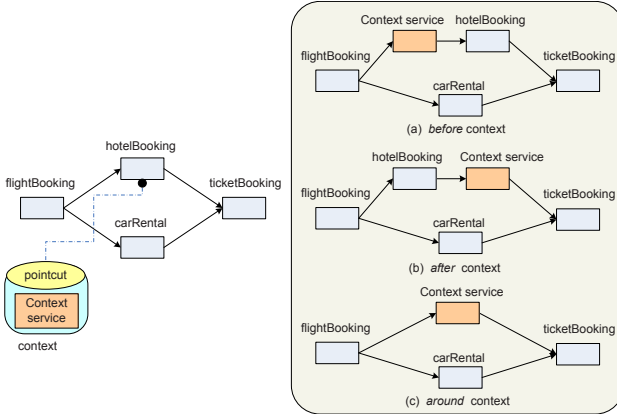 hotelBooking
flightBooking
ticketBooking
carRental
pointcut
Context
service
context
Context service
hotelBooking
flightBooking
ticketBooking
carRental
(a) before context
hotelBooking
Context service
flightBooking
ticketBooking
carRental
(b) after context
Context service
flightBooking
ticketBooking
carRental
(c) around context